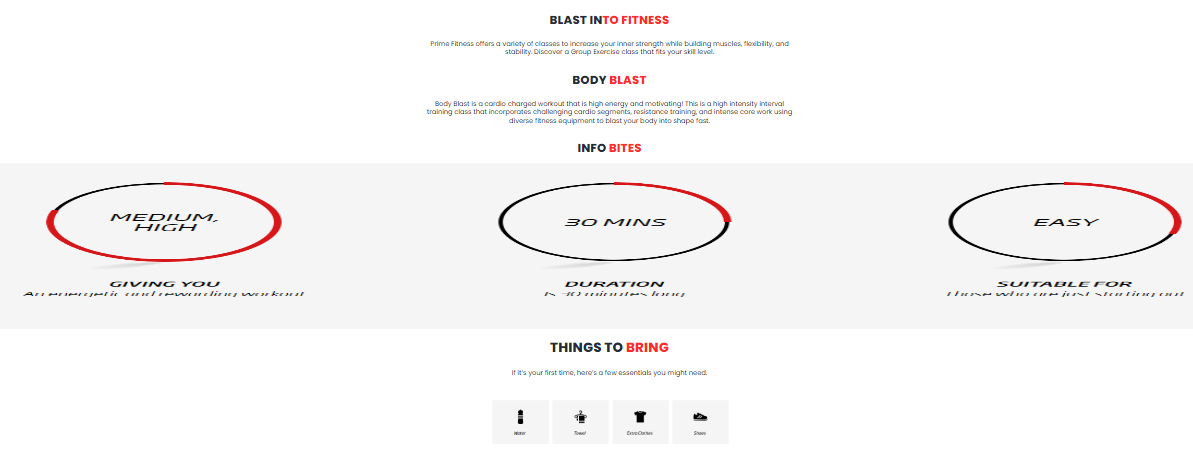 BLAST INTO FITNESS
Prime Fitness offers a variety of classes to increase your inner strength while building muscles, flexibility, and
stability. Discover a Group Exercise class that fits your skill level.
BODY BLAST
Body Blast is a cardio charged workout that is high energy and motivating! This is a high intensity interval
training class that incorporates challenging cardio segments, resistance training, and intense core work using
diverse fitness equipment to blast your body into shape fast.
INFO BITES
MEDIUM,
HIGH
30 MINS
EASY
GIVING YOU
An energetic and rewarding workout
DURATION
Is 30 minutes long
SUITABLE FOR
Those who are just starting out
THINGS TO BRING
If it's your first time, here's a few essentials you might need.
Water
Towel
Extra Clothes
Shoes